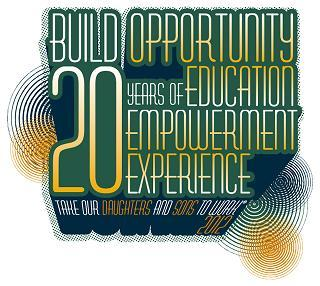 BUILD OPPORTUNITY
20 YEARS OF EDUCATION
EMPOWERMENT
EXPERIENCE
TAKE OUR DAUGHTERS AND SONS TO WORK®
2012